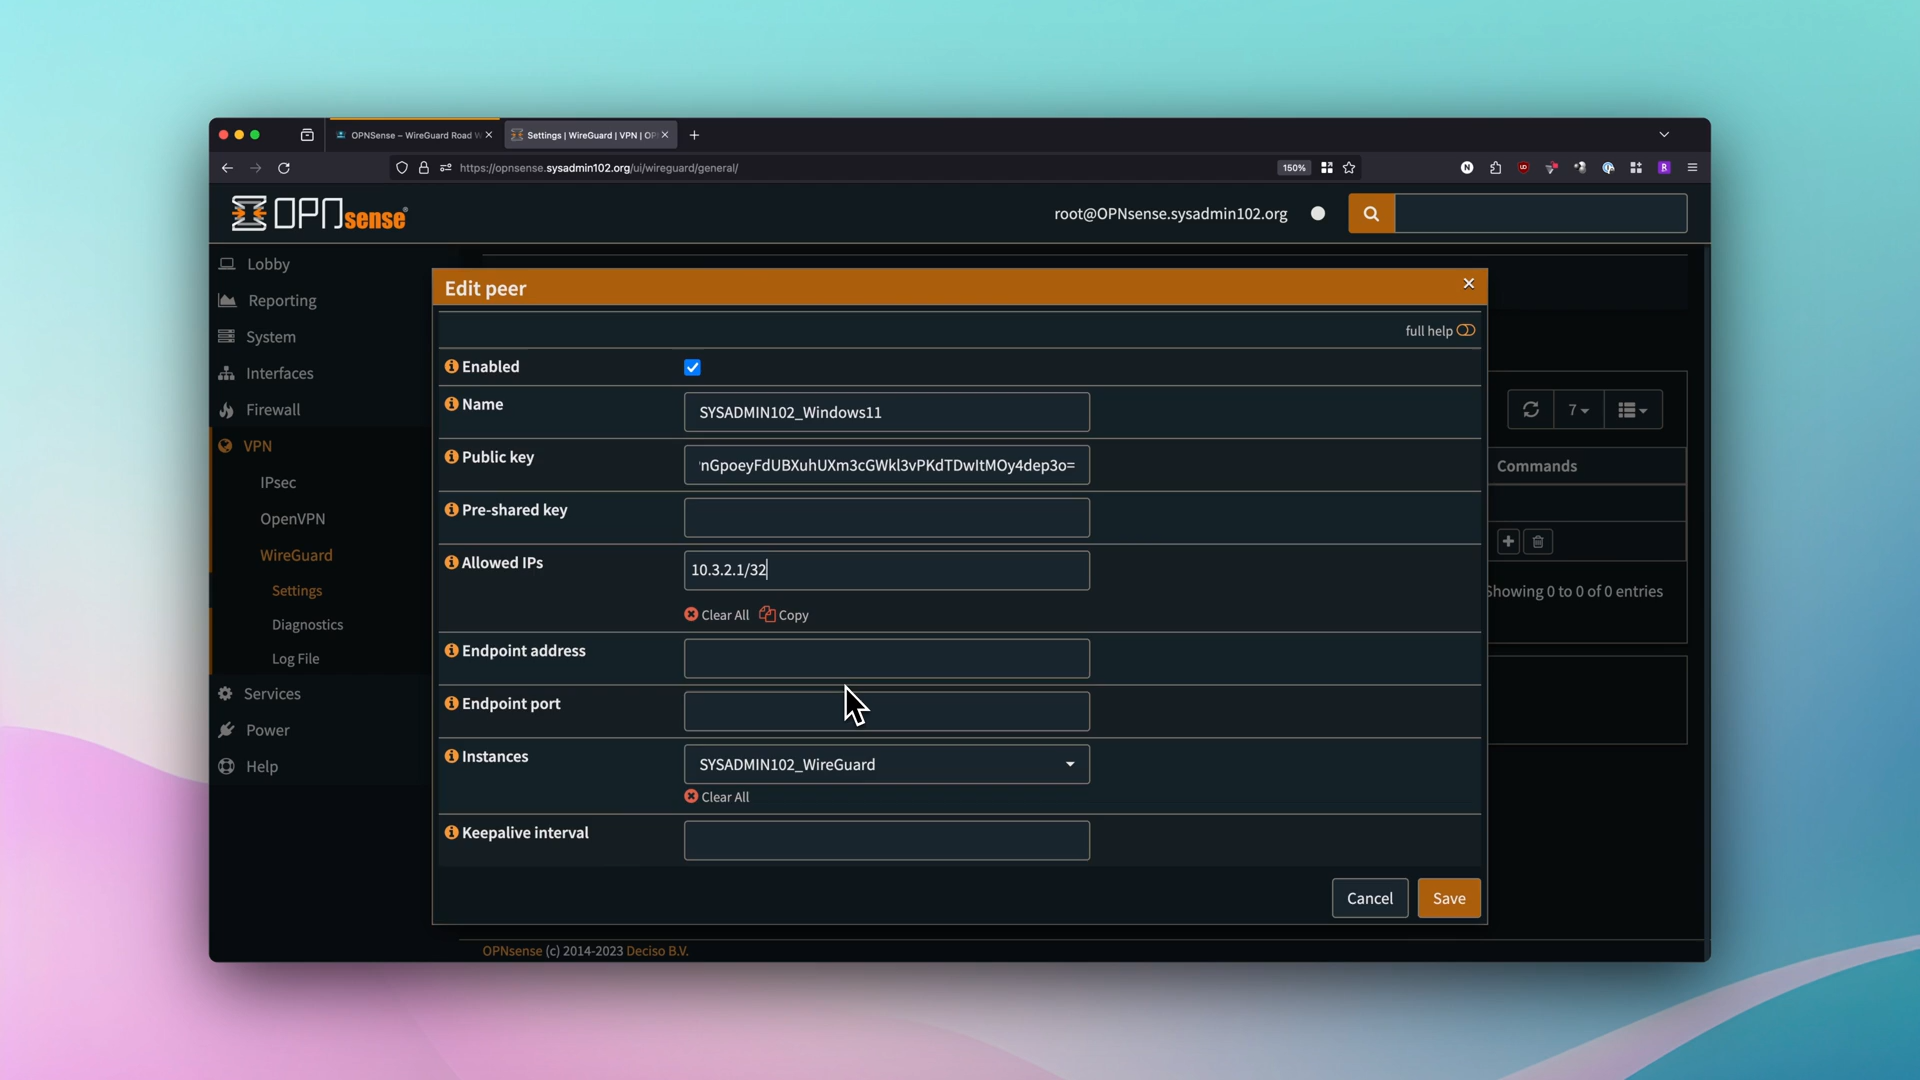 OPNSense – WireGuard Road W
Settings | WireGuard | VPN | OP
https://opnsense.sysadmin102.org/ui/wireguard/general/
150%
OPNsense
root@OPNsense.sysadmin102.org
Lobby
Reporting
System
Interfaces
Firewall
VPN
IPsec
OpenVPN
WireGuard
Settings
Diagnostics
Log File
Services
Power
Help
Edit peer
full help
Enabled
Name
SYSADMIN102_Windows11
Public key
nGpoeyFdUBXuhUXm3cGWkl3vPKdTDwItMOy4dep3o=
Pre-shared key
Allowed IPs
10.3.2.1/32
Clear All Copy
Endpoint address
Endpoint port
Instances
SYSADMIN102_WireGuard
Clear All
Keepalive interval
Cancel Save
7
Commands
Showing 0 to 0 of 0 entries
OPNsense (c) 2014-2023 Deciso B.V.